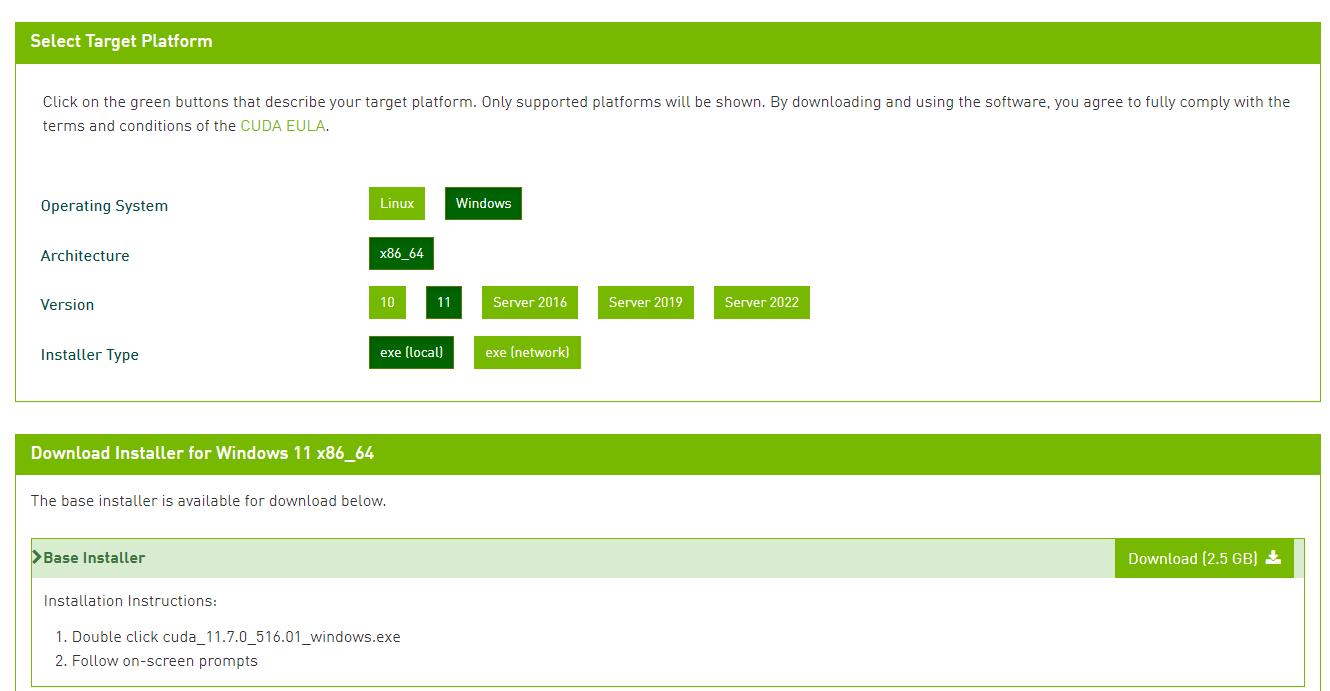 Select Target Platform
Click on the green buttons that describe your target platform. Only supported platforms will be shown. By downloading and using the software, you agree to fully comply with the
terms and conditions of the CUDA EULA.
Operating System Linux Windows
Architecture x86_64
Version 10 11 Server 2016 Server 2019 Server 2022
Installer Type exe (local) exe (network)
Download Installer for Windows 11 x86_64
The base installer is available for download below.
Base Installer Download (2.5 GB)
Installation Instructions:
1. Double click cuda_11.7.0_516.01_windows.exe
2. Follow on-screen prompts